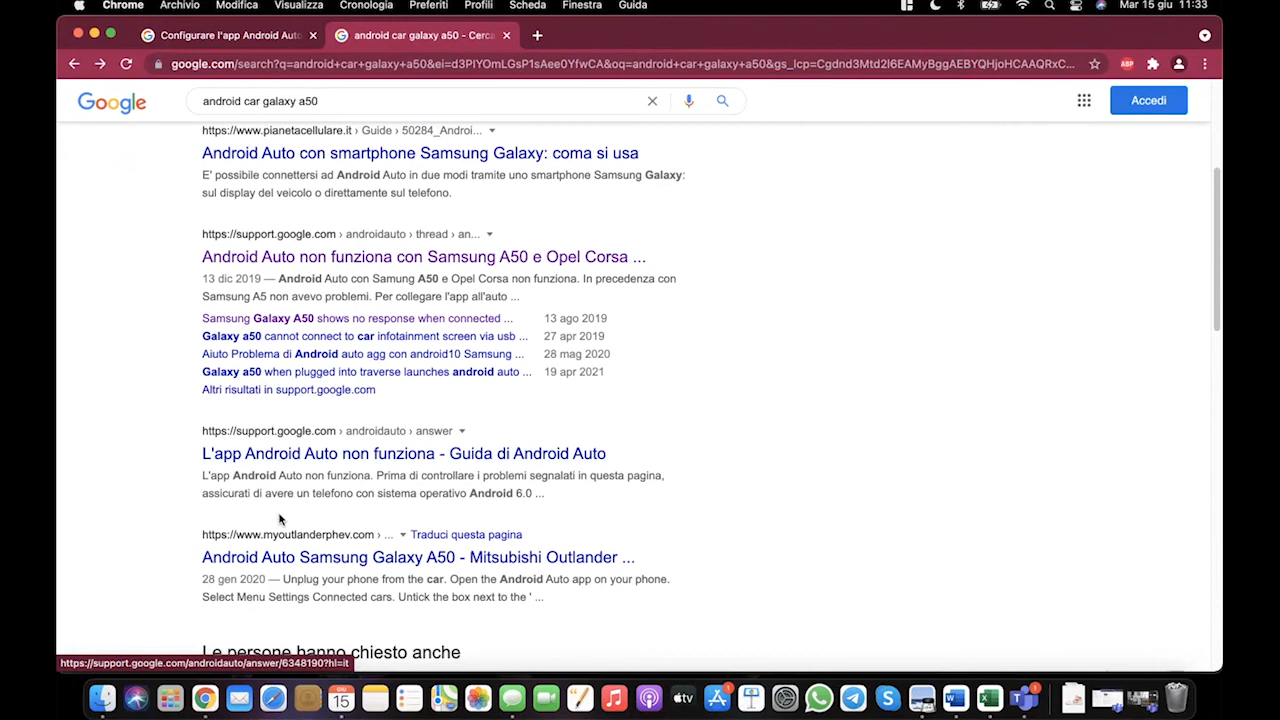 Chrome Archivio Modifica Visualizza Cronologia Preferiti Profili Scheda Finestra Guida Mar 15 giu 11:33
Configurare l'app Android Auto
android car galaxy a50 - Cerca
google.com/search?q=android+car+galaxy+a50&ei=d3PIYOmLGsP1sAee0YfwCA&oq=android+car+galaxy+a50&gs_lcp=Cgdnd3Mtd2l6EAMyBggAEBYQHjoHCAAQRxC...
ABP
Google
android car galaxy a50
Accedi
https://www.pianetacellulare.it › Guide › 50284_Androi...
Android Auto con smartphone Samsung Galaxy: coma si usa
E' possibile connettersi ad Android Auto in due modi tramite uno smartphone Samsung Galaxy:
sul display del veicolo o direttamente sul telefono.
https://support.google.com › androidauto › thread › an...
Android Auto non funziona con Samsung A50 e Opel Corsa ...
13 dic 2019 — Android Auto con Samung A50 e Opel Corsa non funziona. In precedenza con
Samsung A5 non avevo problemi. Per collegare l'app all'auto ...
Samsung Galaxy A50 shows no response when connected ... 13 ago 2019
Galaxy a50 cannot connect to car infotainment screen via usb ... 27 apr 2019
Aiuto Problema di Android auto agg con android10 Samsung ... 28 mag 2020
Galaxy a50 when plugged into traverse launches android auto ... 19 apr 2021
Altri risultati in support.google.com
https://support.google.com › androidauto › answer
L'app Android Auto non funziona - Guida di Android Auto
L'app Android Auto non funziona. Prima di controllare i problemi segnalati in questa pagina,
assicurati di avere un telefono con sistema operativo Android 6.0 ...
https://www.myoutlanderphev.com › ... Traduci questa pagina
Android Auto Samsung Galaxy A50 - Mitsubishi Outlander ...
28 gen 2020 — Unplug your phone from the car. Open the Android Auto app on your phone.
Select Menu Settings Connected cars. Untick the box next to the ' ...
Le persone hanno chiesto anche
https://support.google.com/androidauto/answer/6348190?hl=it
GIU
15
tv
1
1